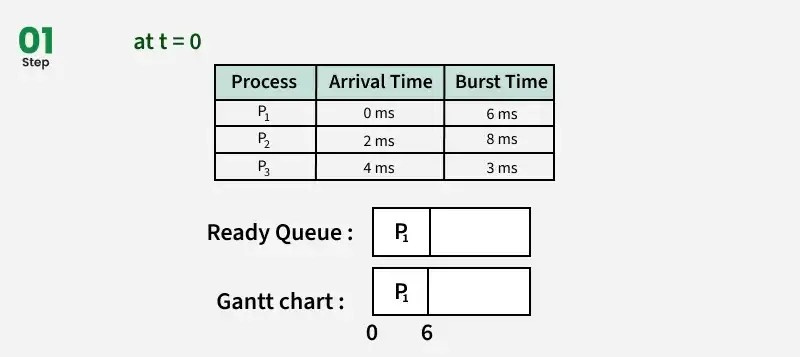 01
Step
at t = 0
Process Arrival Time Burst Time
P1 0 ms 6 ms
P2 2 ms 8 ms
P3 4 ms 3 ms
Ready Queue : P1
Gantt chart : P1
0 6